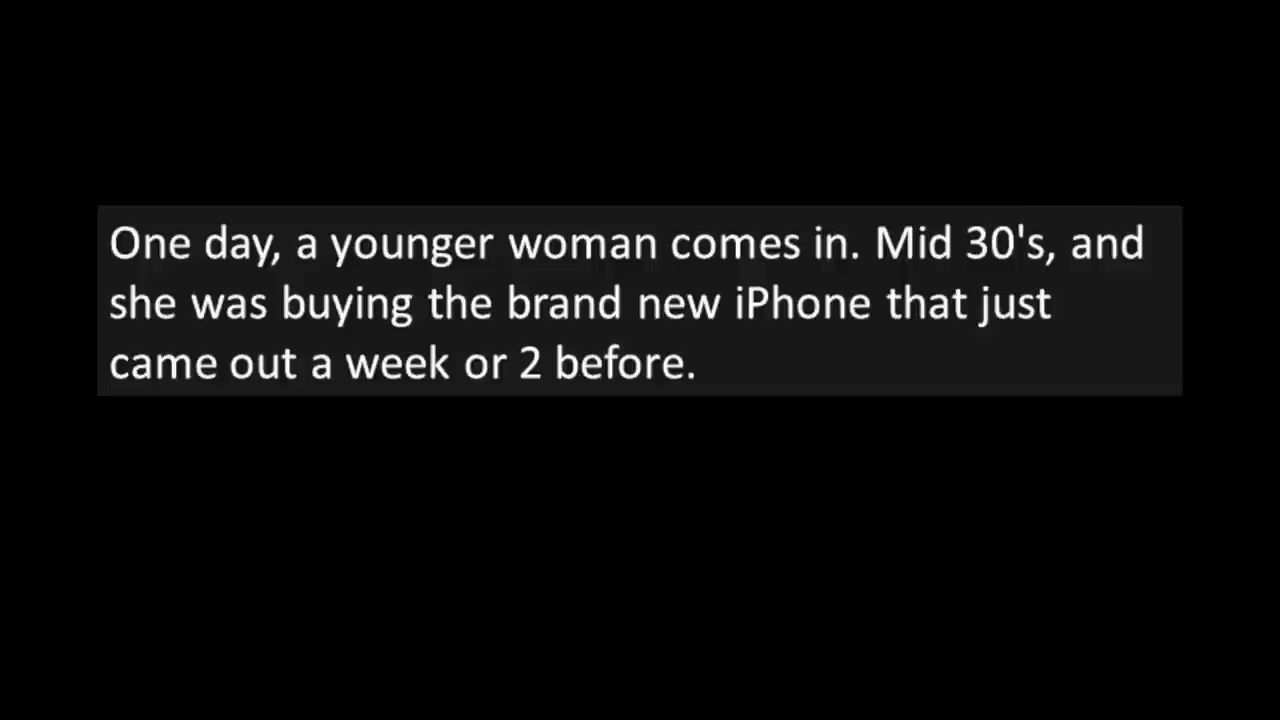 One day, a younger woman comes in. Mid 30's, and
she was buying the brand new iPhone that just
came out a week or 2 before.